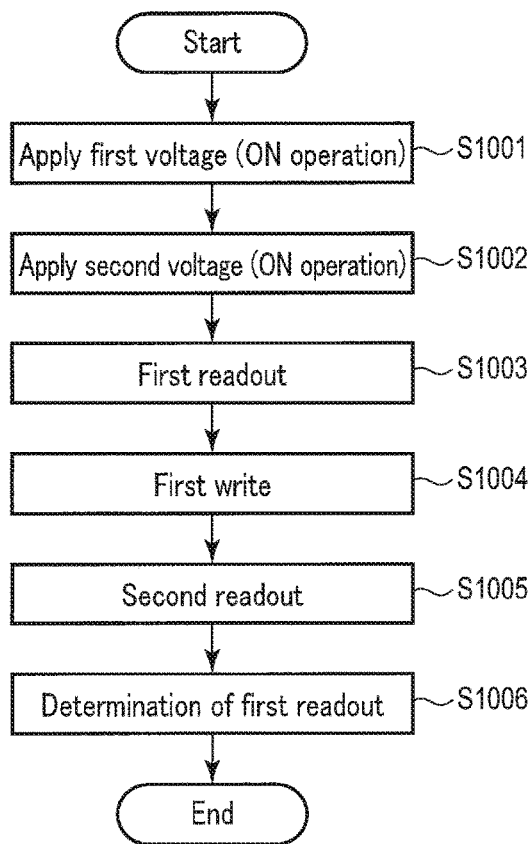 Start
Apply first voltage (ON operation) S1001
Apply second voltage (ON operation) S1002
First readout S1003
First write S1004
Second readout S1005
Determination of first readout S1006
End